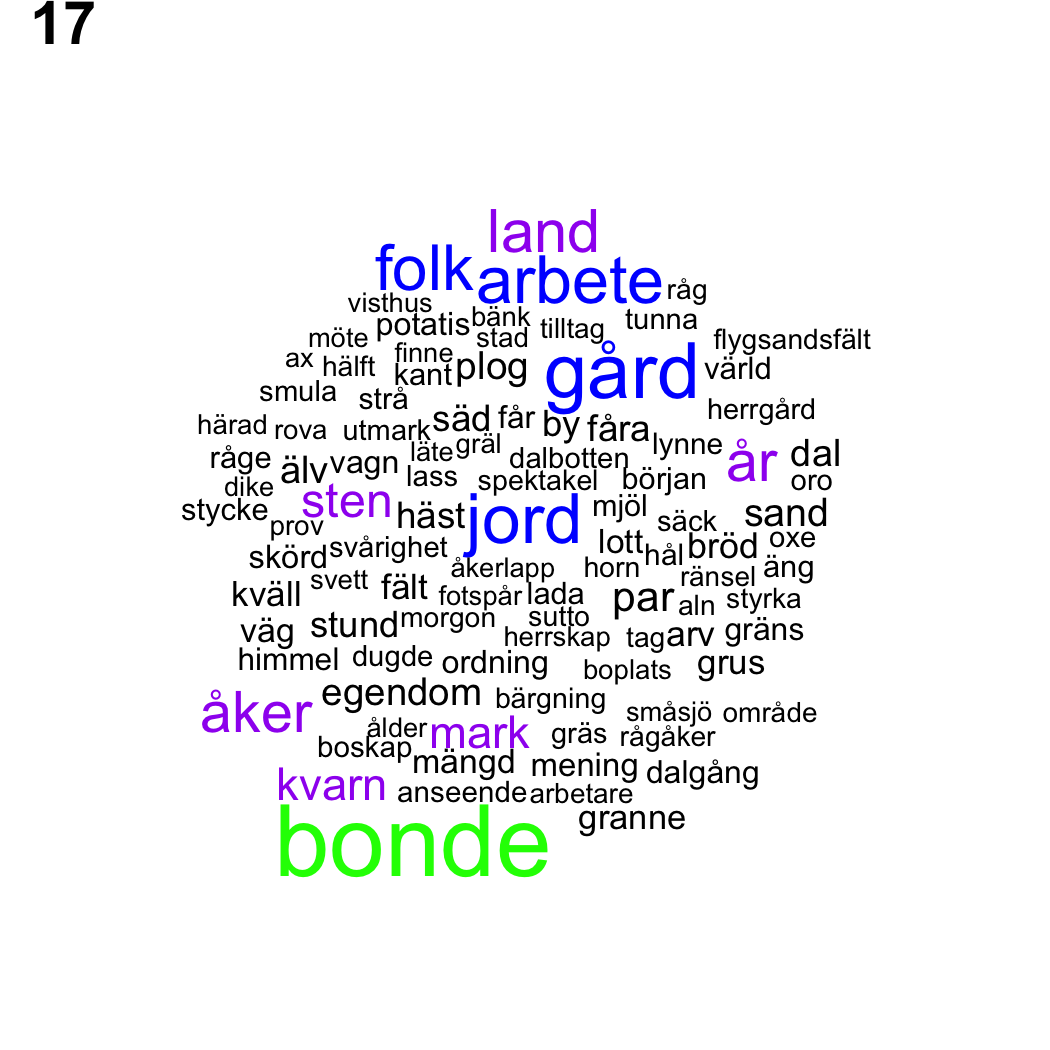 17
land
folk arbete råg
visthus
potatis bänk tilltag tunna
möte stad flygsandsfält
ax hälft finne plog gård värld
kant
smula strå herrgård
härad rova utmark säd får by fåra
råge älv vagn läte gräl dalbotten lynne år dal
dike lass spektakel början oro
stycke sten häst jord mjöl säck sand
prov
skörd svårighet lott hål bröd oxe
åkerlapp horn ränsel äng
kväll svett fält fotspår lada par aln styrka
väg stund morgon sutto herrskap tag arv gräns
himmel dugde ordning boplats grus
egendom bärgning
åker ålder mark gräs småsjö område
boskap rågåker
mängd mening dalgång
kvarn anseende arbetare
bonde granne